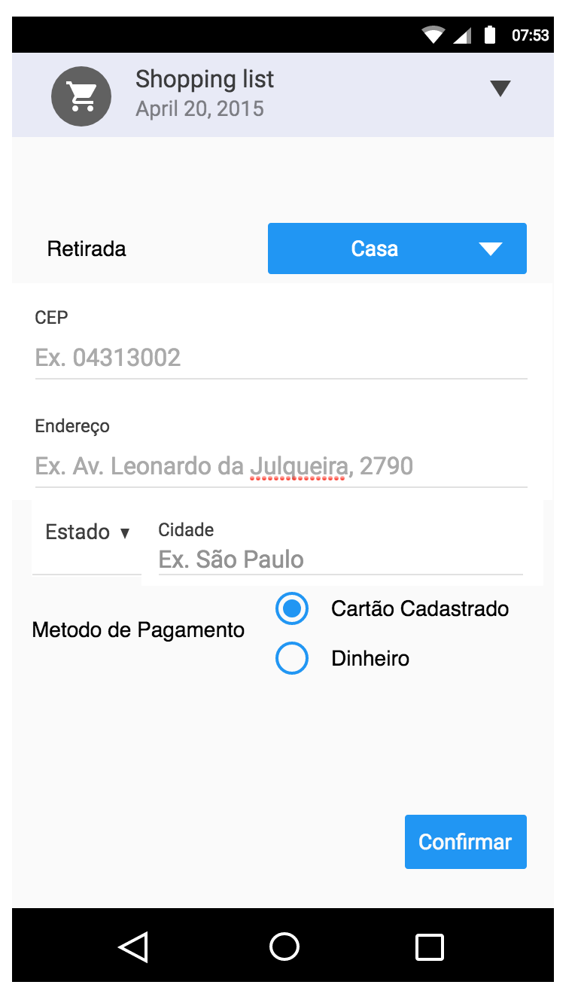 07:53
Shopping list
April 20, 2015
Retirada
Casa
CEP
Ex. 04313002
Endereço
Ex. Av. Leonardo da Julqueira, 2790
Estado
Cidade
Ex. São Paulo
Metodo de Pagamento
Cartão Cadastrado
Dinheiro
Confirmar